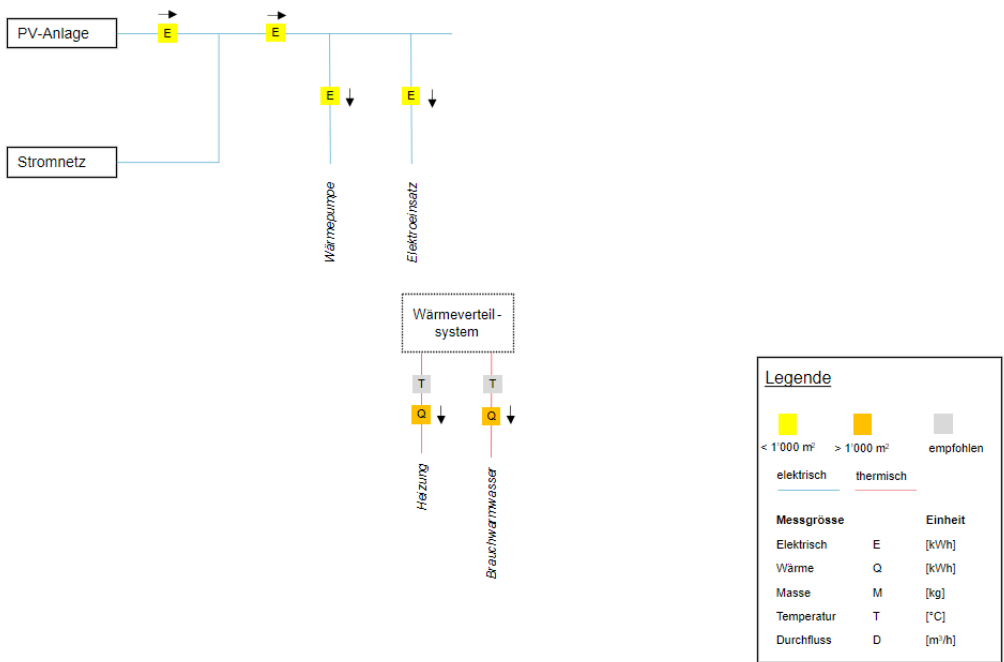 PV-Anlage
E
E
E
E
Stromnetz
Wärmepumpe
Elektroeinsatz
Wärmeverteil-
system
T
T
Q
Q
Heizung
Brauchwarmwasser
Legende
< 1'000 m² > 1'000 m² empfohlen
elektrisch thermisch
Messgrösse Einheit
Elektrisch E [kWh]
Wärme Q [kWh]
Masse M [kg]
Temperatur T [°C]
Durchfluss D [m³/h]